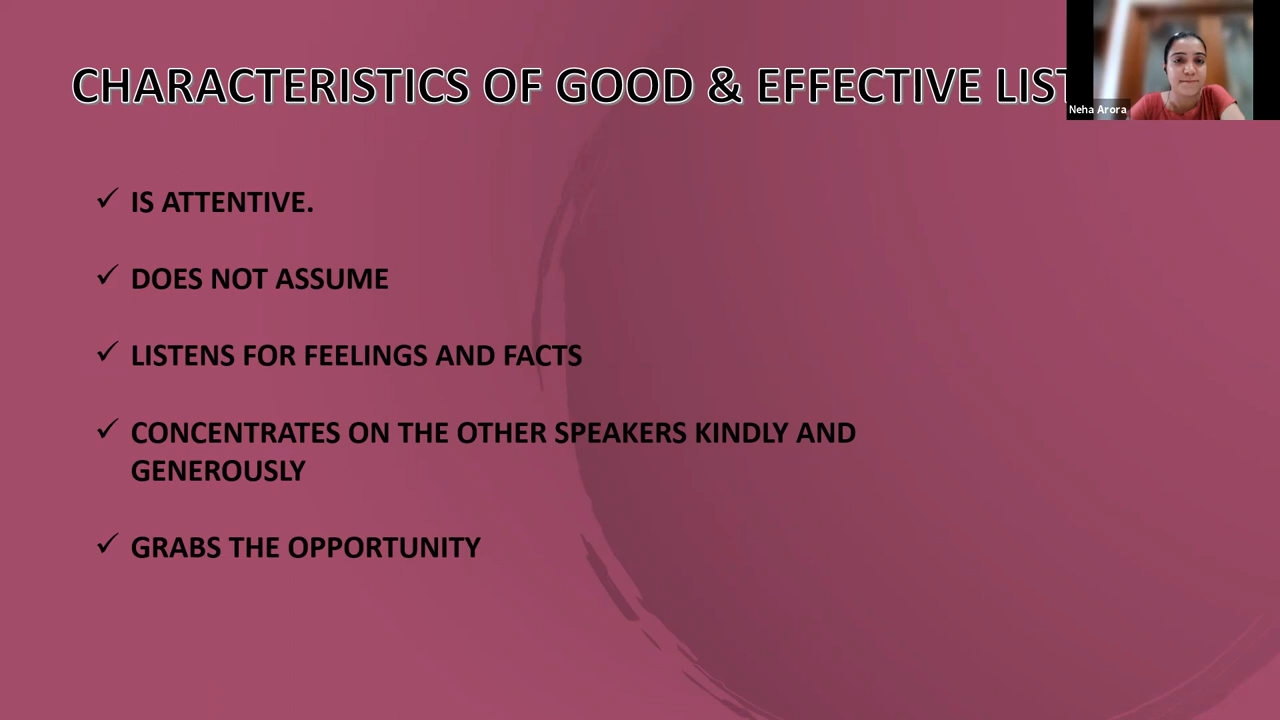 CHARACTERISTICS OF GOOD & EFFECTIVE
Neha Arora
✓ IS ATTENTIVE.
✓ DOES NOT ASSUME
✓ LISTENS FOR FEELINGS AND FACTS
✓ CONCENTRATES ON THE OTHER SPEAKERS KINDLY AND
GENEROUSLY
✓ GRABS THE OPPORTUNITY